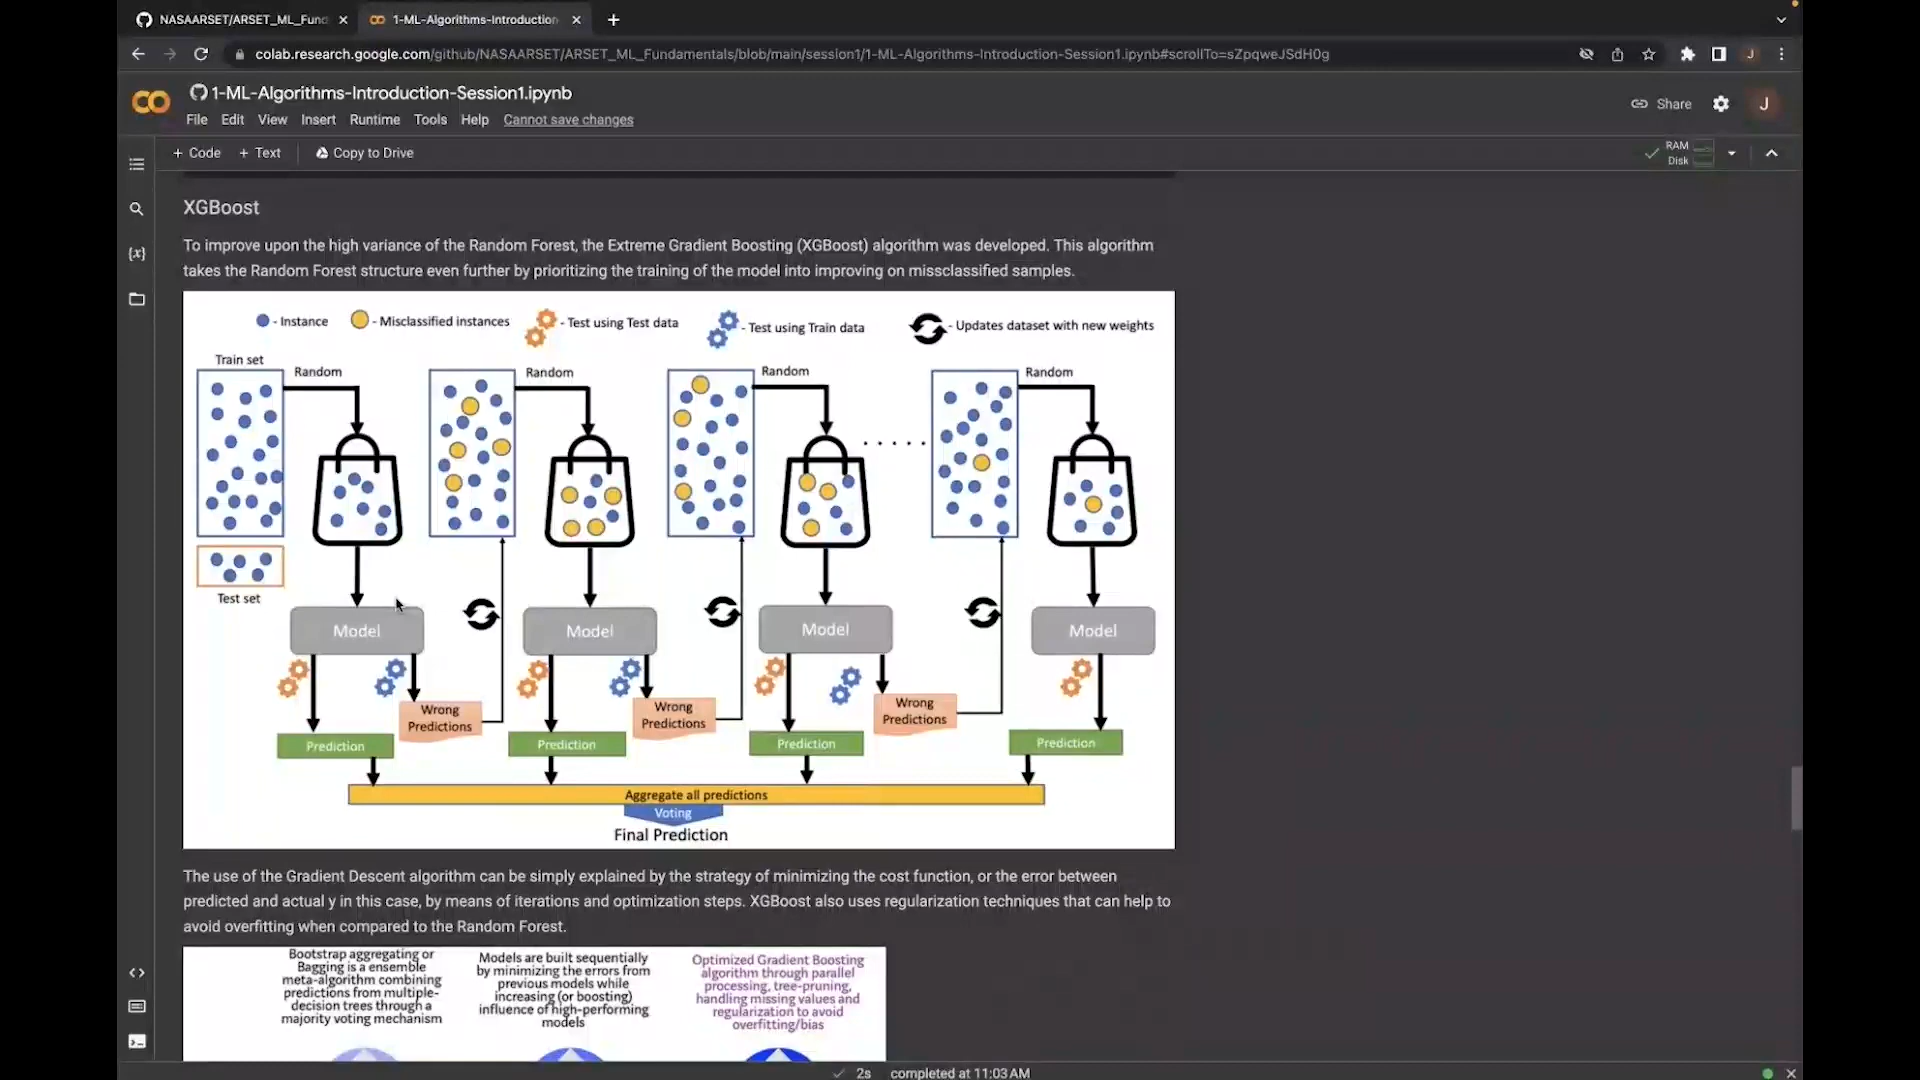 NASAARSET/ARSET_ML_Fund
1-ML-Algorithms-Introduction
colab.research.google.com/github/NASAARSET/ARSET_ML_Fundamentals/blob/main/session1/1-ML-Algorithms-Introduction-Session1.ipynb#scrollTo=sZpqweJSdH0g
J
1-ML-Algorithms-Introduction-Session1.ipynb
Share
J
File Edit View Insert Runtime Tools Help Cannot save changes
+ Code + Text Copy to Drive
RAM
Disk
XGBoost
To improve upon the high variance of the Random Forest, the Extreme Gradient Boosting (XGBoost) algorithm was developed. This algorithm
takes the Random Forest structure even further by prioritizing the training of the model into improving on missclassified samples.
- Instance - Misclassified instances - Test using Test data - Test using Train data - Updates dataset with new weights
Train set
Random Random Random Random
Test set
Model Model Model Model
Wrong
Predictions
Wrong
Predictions
Wrong
Predictions
Prediction Prediction Prediction Prediction
Aggregate all predictions
Voting
Final Prediction
The use of the Gradient Descent algorithm can be simply explained by the strategy of minimizing the cost function, or the error between
predicted and actual y in this case, by means of iterations and optimization steps. XGBoost also uses regularization techniques that can help to
avoid overfitting when compared to the Random Forest.
Bootstrap aggregating or
Bagging is a ensemble
meta-algorithm combining
predictions from multiple-
decision trees through a
majority voting mechanism
Models are built sequentially
by minimizing the errors from
previous models while
increasing (or boosting)
influence of high-performing
models
Optimized Gradient Boosting
algorithm through parallel
processing, tree-pruning,
handling missing values and
regularization to avoid
overfitting/bias
2s completed at 11:03 AM